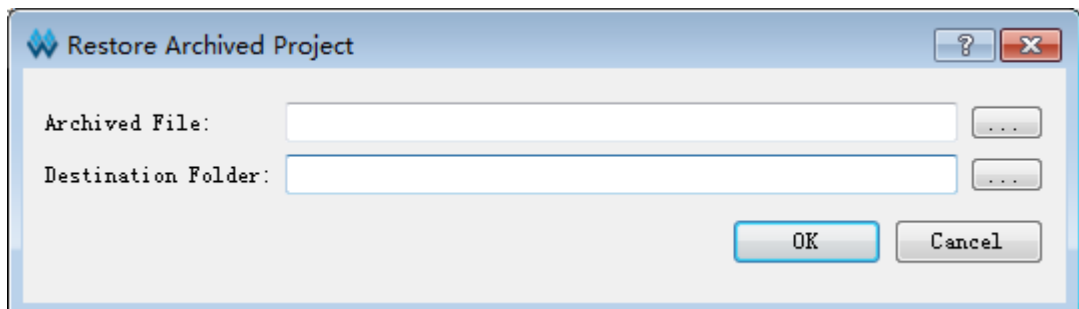 Restore Archived Project
?
Archived File:
...
Destination Folder:
...
OK Cancel